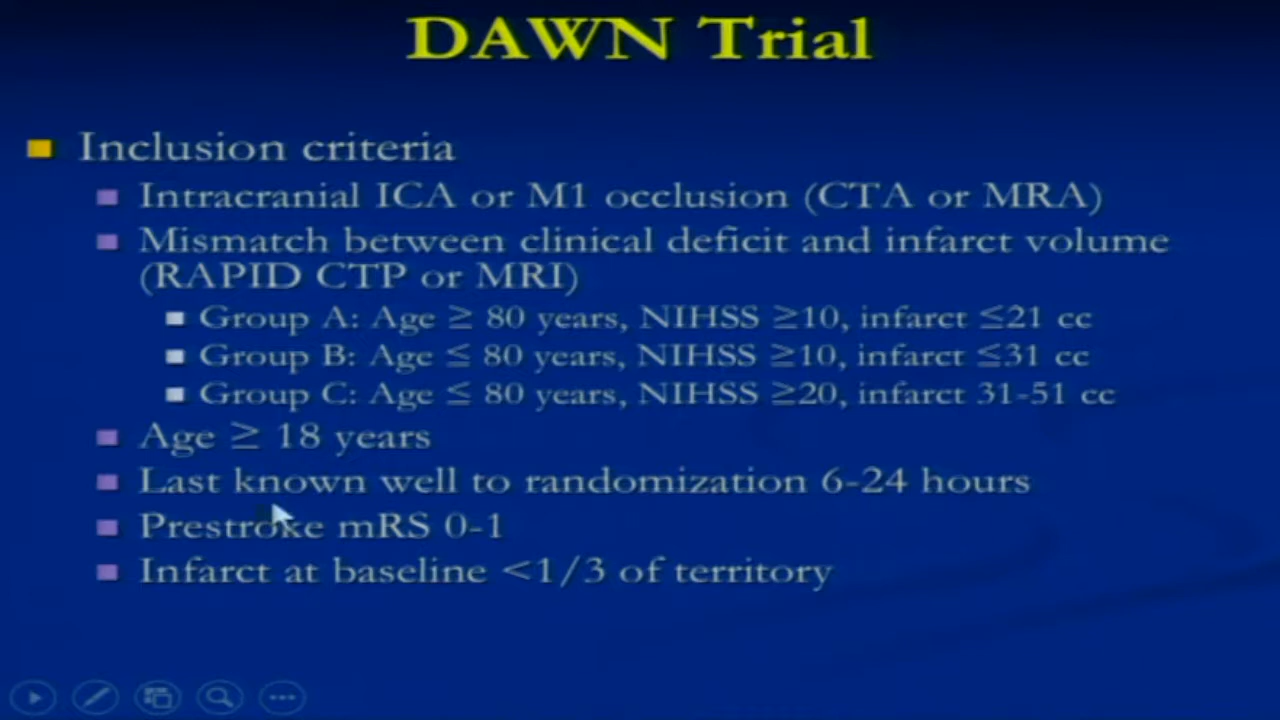 DAWN Trial
Inclusion criteria
Intracranial ICA or M1 occlusion (CTA or MRA)
Mismatch between clinical deficit and infarct volume
(RAPID CTP or MRI)
Group A: Age ≥ 80 years, NIHSS ≥10, infarct ≤21 cc
Group B: Age ≤ 80 years, NIHSS ≥10, infarct ≤31 cc
Group C: Age ≤ 80 years, NIHSS ≥20, infarct 31-51 cc
Age ≥ 18 years
Last known well to randomization 6-24 hours
Prestroke mRS 0-1
Infarct at baseline <1/3 of territory